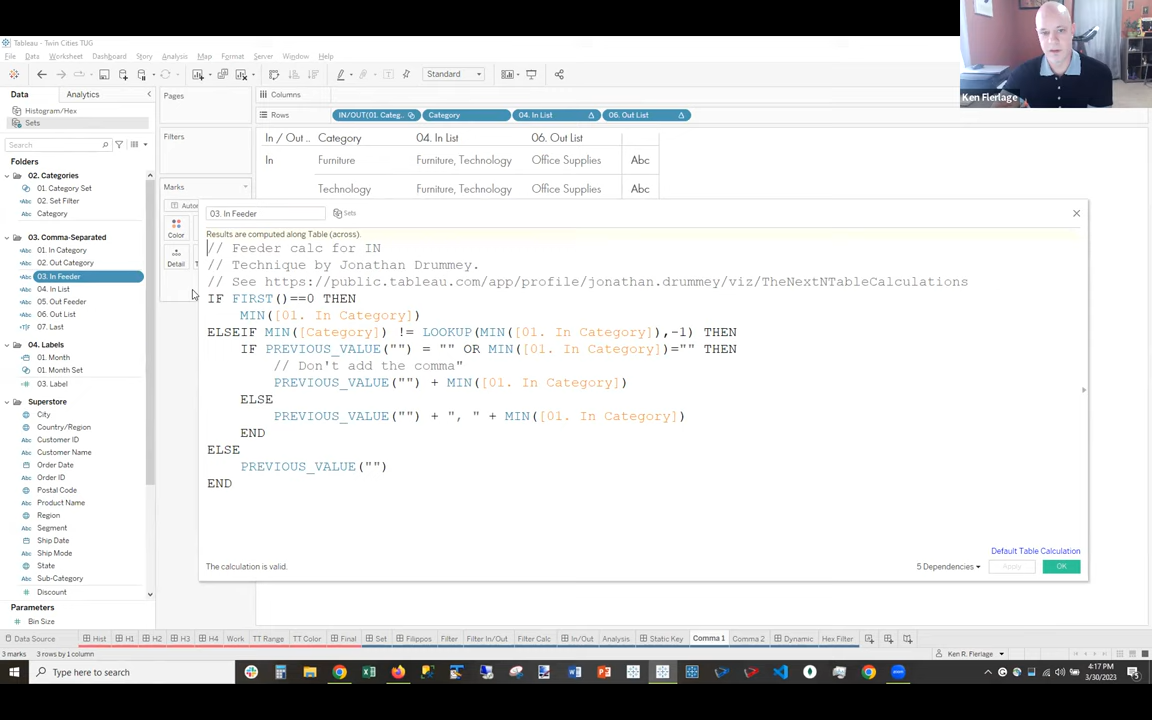 Tableau - Twin Cities TUG
File Data Worksheet Dashboard Story Analysis Map Format Server Window Help
Standard
Ken Flerlage
Data Analytics
Histogram/Hex
Sets
Search
Folders
02. Categories
01. Category Set
02. Set Filter
Category
03. Comma-Separated
01. In Category
02. Out Category
03. In Feeder
04. In List
05. Out Feeder
06. Out List
07. Last
04. Labels
01. Month
01. Month Set
03. Label
Superstore
City
Country/Region
Customer ID
Customer Name
Order Date
Order ID
Postal Code
Product Name
Region
Segment
Ship Date
Ship Mode
State
Sub-Category
Discount
Parameters
Bin Size
Pages
Filters
Marks
Color
Detail
Columns
Rows IN/OUT(01. Categ.. Category 04. In List 06. Out List
In / Out .. Category 04. In List 06. Out List
In Furniture Furniture, Technology Office Supplies Abc
Technology Furniture, Technology Office Supplies Abc
03. In Feeder Sets
Results are computed along Table (across).
// Feeder calc for IN
// Technique by Jonathan Drummey.
// See https://public.tableau.com/app/profile/jonathan.drummey/viz/TheNextNTableCalculations
IF FIRST()==0 THEN
MIN([01. In Category])
ELSEIF MIN([Category]) != LOOKUP(MIN([01. In Category]),-1) THEN
IF PREVIOUS_VALUE("") = "" OR MIN([01. In Category])="" THEN
// Don't add the comma"
PREVIOUS_VALUE("") + MIN([01. In Category])
ELSE
PREVIOUS_VALUE("") + ", " + MIN([01. In Category])
END
ELSE
PREVIOUS_VALUE("")
END
Default Table Calculation
The calculation is valid. 5 Dependencies Apply OK
Data Source Hist H1 H2 H3 H4 Work TT Range TT Color Final Set Filippos Filter Filter In/Out Filter Calc In/Out Analysis Static Key Comma 1 Comma 2 Dynamic Hex Filter
3 marks 3 rows by 1 column Ken R. Flerlage
Type here to search
4:17 PM
3/30/2023